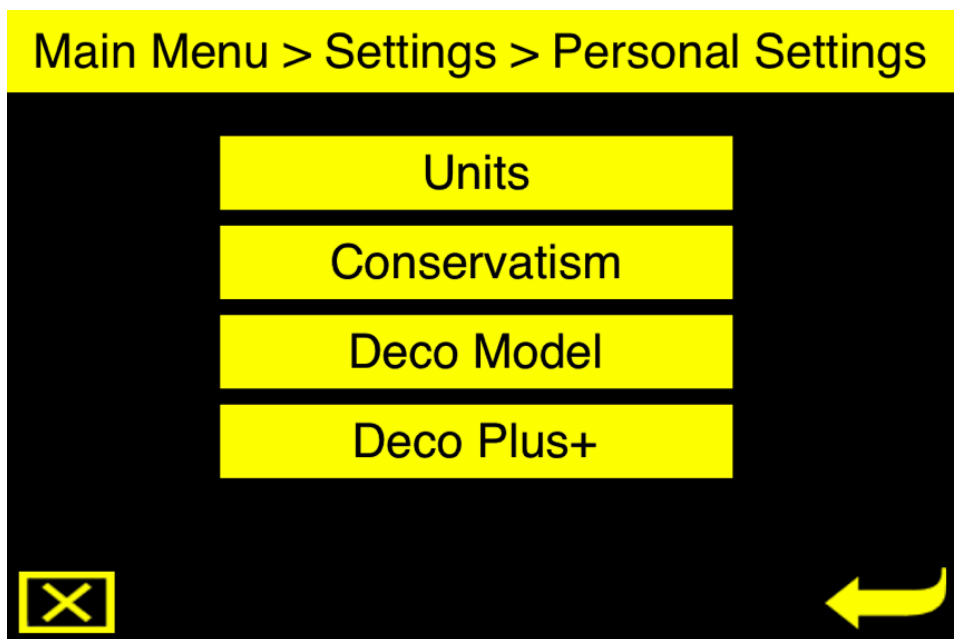 Main Menu > Settings > Personal Settings
Units
Conservatism
Deco Model
Deco Plus+